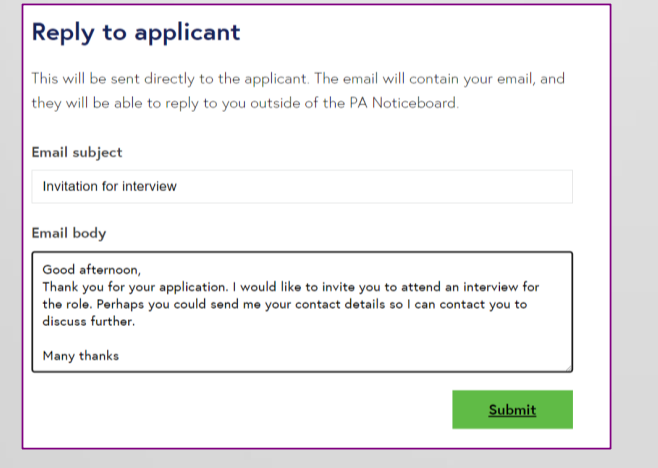 Reply to applicant
This will be sent directly to the applicant. The email will contain your email, and
they will be able to reply to you outside of the PA Noticeboard.
Email subject
Invitation for interview
Email body
Good afternoon,
Thank you for your application. I would like to invite you to attend an interview for
the role. Perhaps you could send me your contact details so I can contact you to
discuss further.
Many thanks
Submit